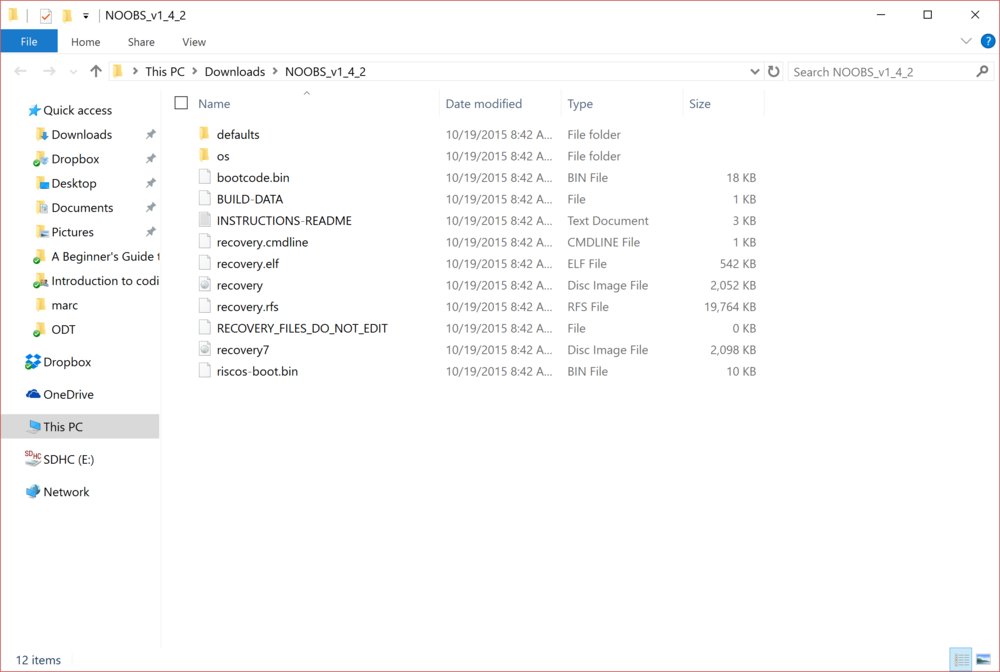 NOOBS_v1_4_2
File Home Share View
This PC Downloads NOOBS_v1_4_2 Search NOOBS_v1_4_2
Name Date modified Type Size
Quick access
Downloads
Dropbox
Desktop
Documents
Pictures
A Beginner's Guide t
Introduction to codi
marc
ODT
Dropbox
OneDrive
This PC
SDHC SDHC (E:)
Network
defaults 10/19/2015 8:42 A... File folder
os 10/19/2015 8:42 A... File folder
bootcode.bin 10/19/2015 8:42 A... BIN File 18 KB
BUILD-DATA 10/19/2015 8:42 A... File 1 KB
INSTRUCTIONS-README 10/19/2015 8:42 A... Text Document 3 KB
recovery.cmdline 10/19/2015 8:42 A... CMDLINE File 1 KB
recovery.elf 10/19/2015 8:42 A... ELF File 542 KB
recovery 10/19/2015 8:42 A... Disc Image File 2,052 KB
recovery.rfs 10/19/2015 8:42 A... RFS File 19,764 KB
RECOVERY_FILES_DO_NOT_EDIT 10/19/2015 8:42 A... File 0 KB
recovery7 10/19/2015 8:42 A... Disc Image File 2,098 KB
riscos-boot.bin 10/19/2015 8:42 A... BIN File 10 KB
12 items